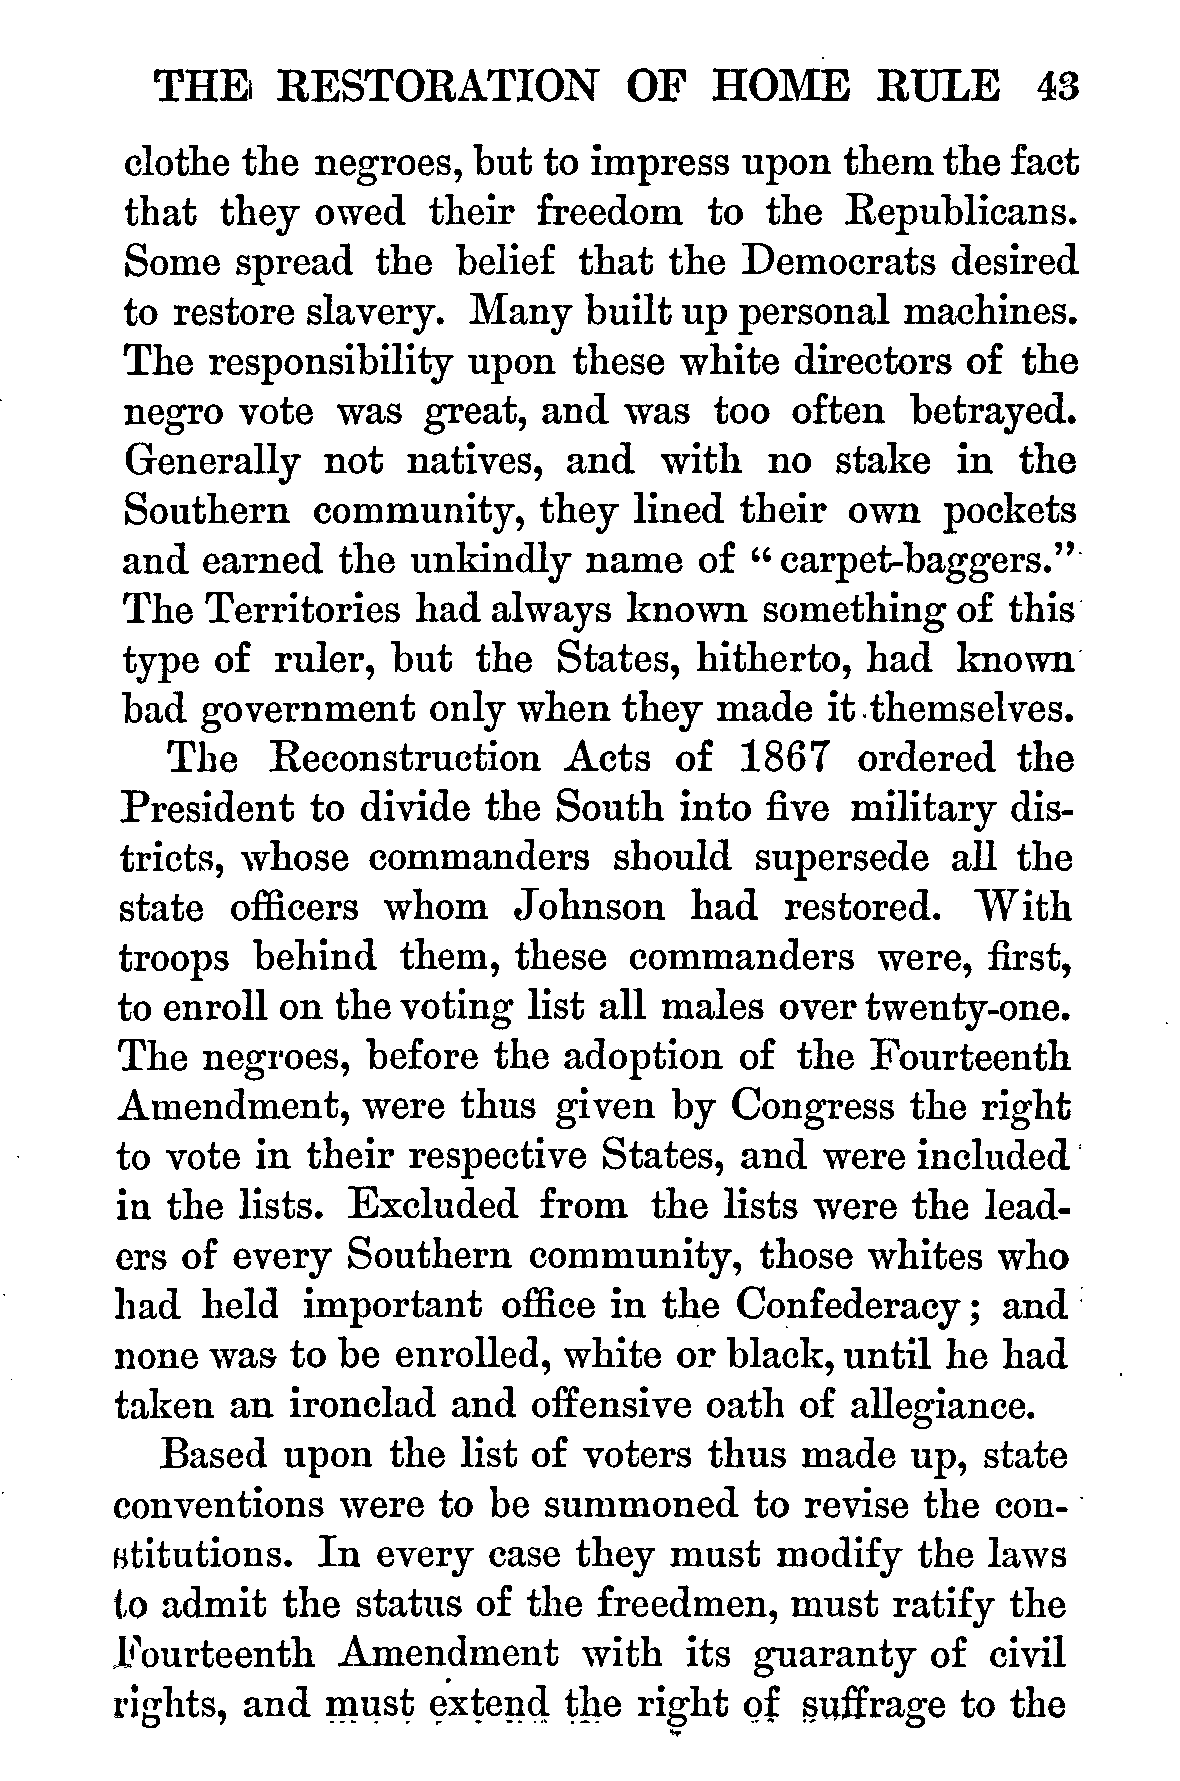 THE RESTORATION OF HOME RULE 43
clothe the negroes, but to impress upon them the fact
that they owed their freedom to the Republicans.
Some spread the belief that the Democrats desired
to restore slavery. Many built up personal machines.
The responsibility upon these white directors of the
negro vote was great, and was too often betrayed.
Generally not natives, and with no stake in the
Southern community, they lined their own pockets
and earned the unkindly name of “carpet-baggers.”
The Territories had always known something of this
type of ruler, but the States, hitherto, had known
bad government only when they made it themselves.
The Reconstruction Acts of 1867 ordered the
President to divide the South into five military dis-
tricts, whose commanders should supersede all the
state officers whom Johnson had restored. With
troops behind them, these commanders were, first,
to enroll on the voting list all males over twenty-one.
The negroes, before the adoption of the Fourteenth
Amendment, were thus given by Congress the right
to vote in their respective States, and were included
in the lists. Excluded from the lists were the lead-
ers of every Southern community, those whites who
had held important office in the Confederacy; and
none was to be enrolled, white or black, until he had
taken an ironclad and offensive oath of allegiance.
Based upon the list of voters thus made up, state
conventions were to be summoned to revise the con-
stitutions. In every case they must modify the laws
to admit the status of the freedmen, must ratify the
Fourteenth Amendment with its guaranty of civil
rights, and must extend the right of suffrage to the